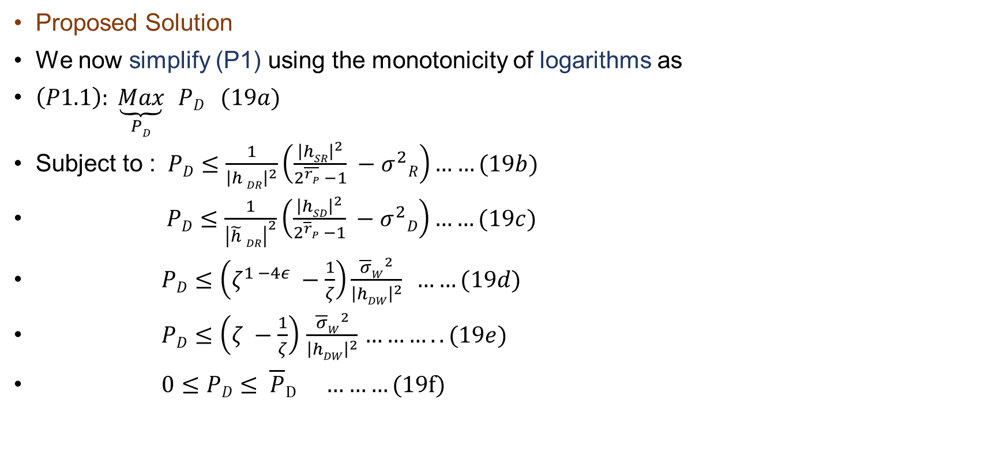 • Proposed Solution
• We now simplify (P1) using the monotonicity of logarithms as
• $(P1.1): \underbrace{Max}_{P_D} \ P_D \ (19a)$
• Subject to : $P_D \leq \frac{1}{|h_{DR}|^2}\left(\frac{|h_{SR}|^2}{2^{\overline{r_P}}-1} - {\sigma^2}_R\right) \ldots \ldots (19b)$
• $P_D \leq \frac{1}{|\tilde{h}_{DR}|^2}\left(\frac{|h_{SD}|^2}{2^{\overline{r}_P}-1} - {\sigma^2}_D\right) \ldots \ldots (19c)$
• $P_D \leq \left(\zeta^{1-4\epsilon} - \frac{1}{\zeta}\right)\frac{{\overline{\sigma}_W}^2}{|h_{DW}|^2} \ \ldots \ldots (19d)$
• $P_D \leq \left(\zeta - \frac{1}{\zeta}\right)\frac{{\overline{\sigma}_W}^2}{|h_{DW}|^2} \ldots \ldots \ldots .. (19e)$
• $0 \leq P_D \leq \overline{P}_{\mathrm{D}} \quad \ldots \ldots \ldots (19\mathrm{f})$